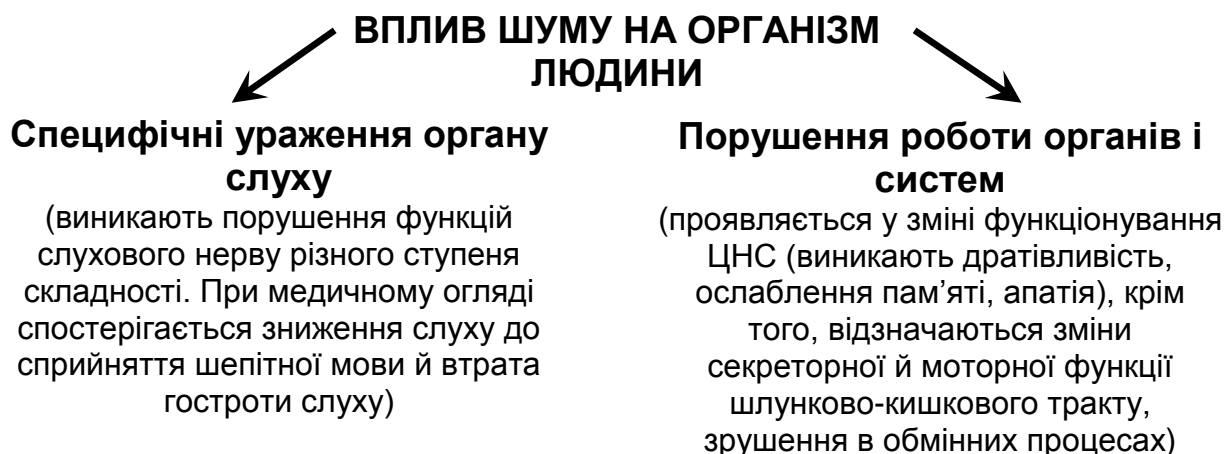 ВПЛИВ ШУМУ НА ОРГАНІЗМ
ЛЮДИНИ
Специфічні ураження органу
слуху
(виникають порушення функцій
слухового нерву різного ступеня
складності. При медичному огляді
спостерігається зниження слуху до
сприйняття шепітної мови й втрата
гостроти слуху)
Порушення роботи органів і
систем
(проявляється у зміні функціонування
ЦНС (виникають дратівливість,
ослаблення пам’яті, апатія), крім
того, відзначаються зміни
секреторної й моторної функції
шлунково-кишкового тракту,
зрушення в обмінних процесах)